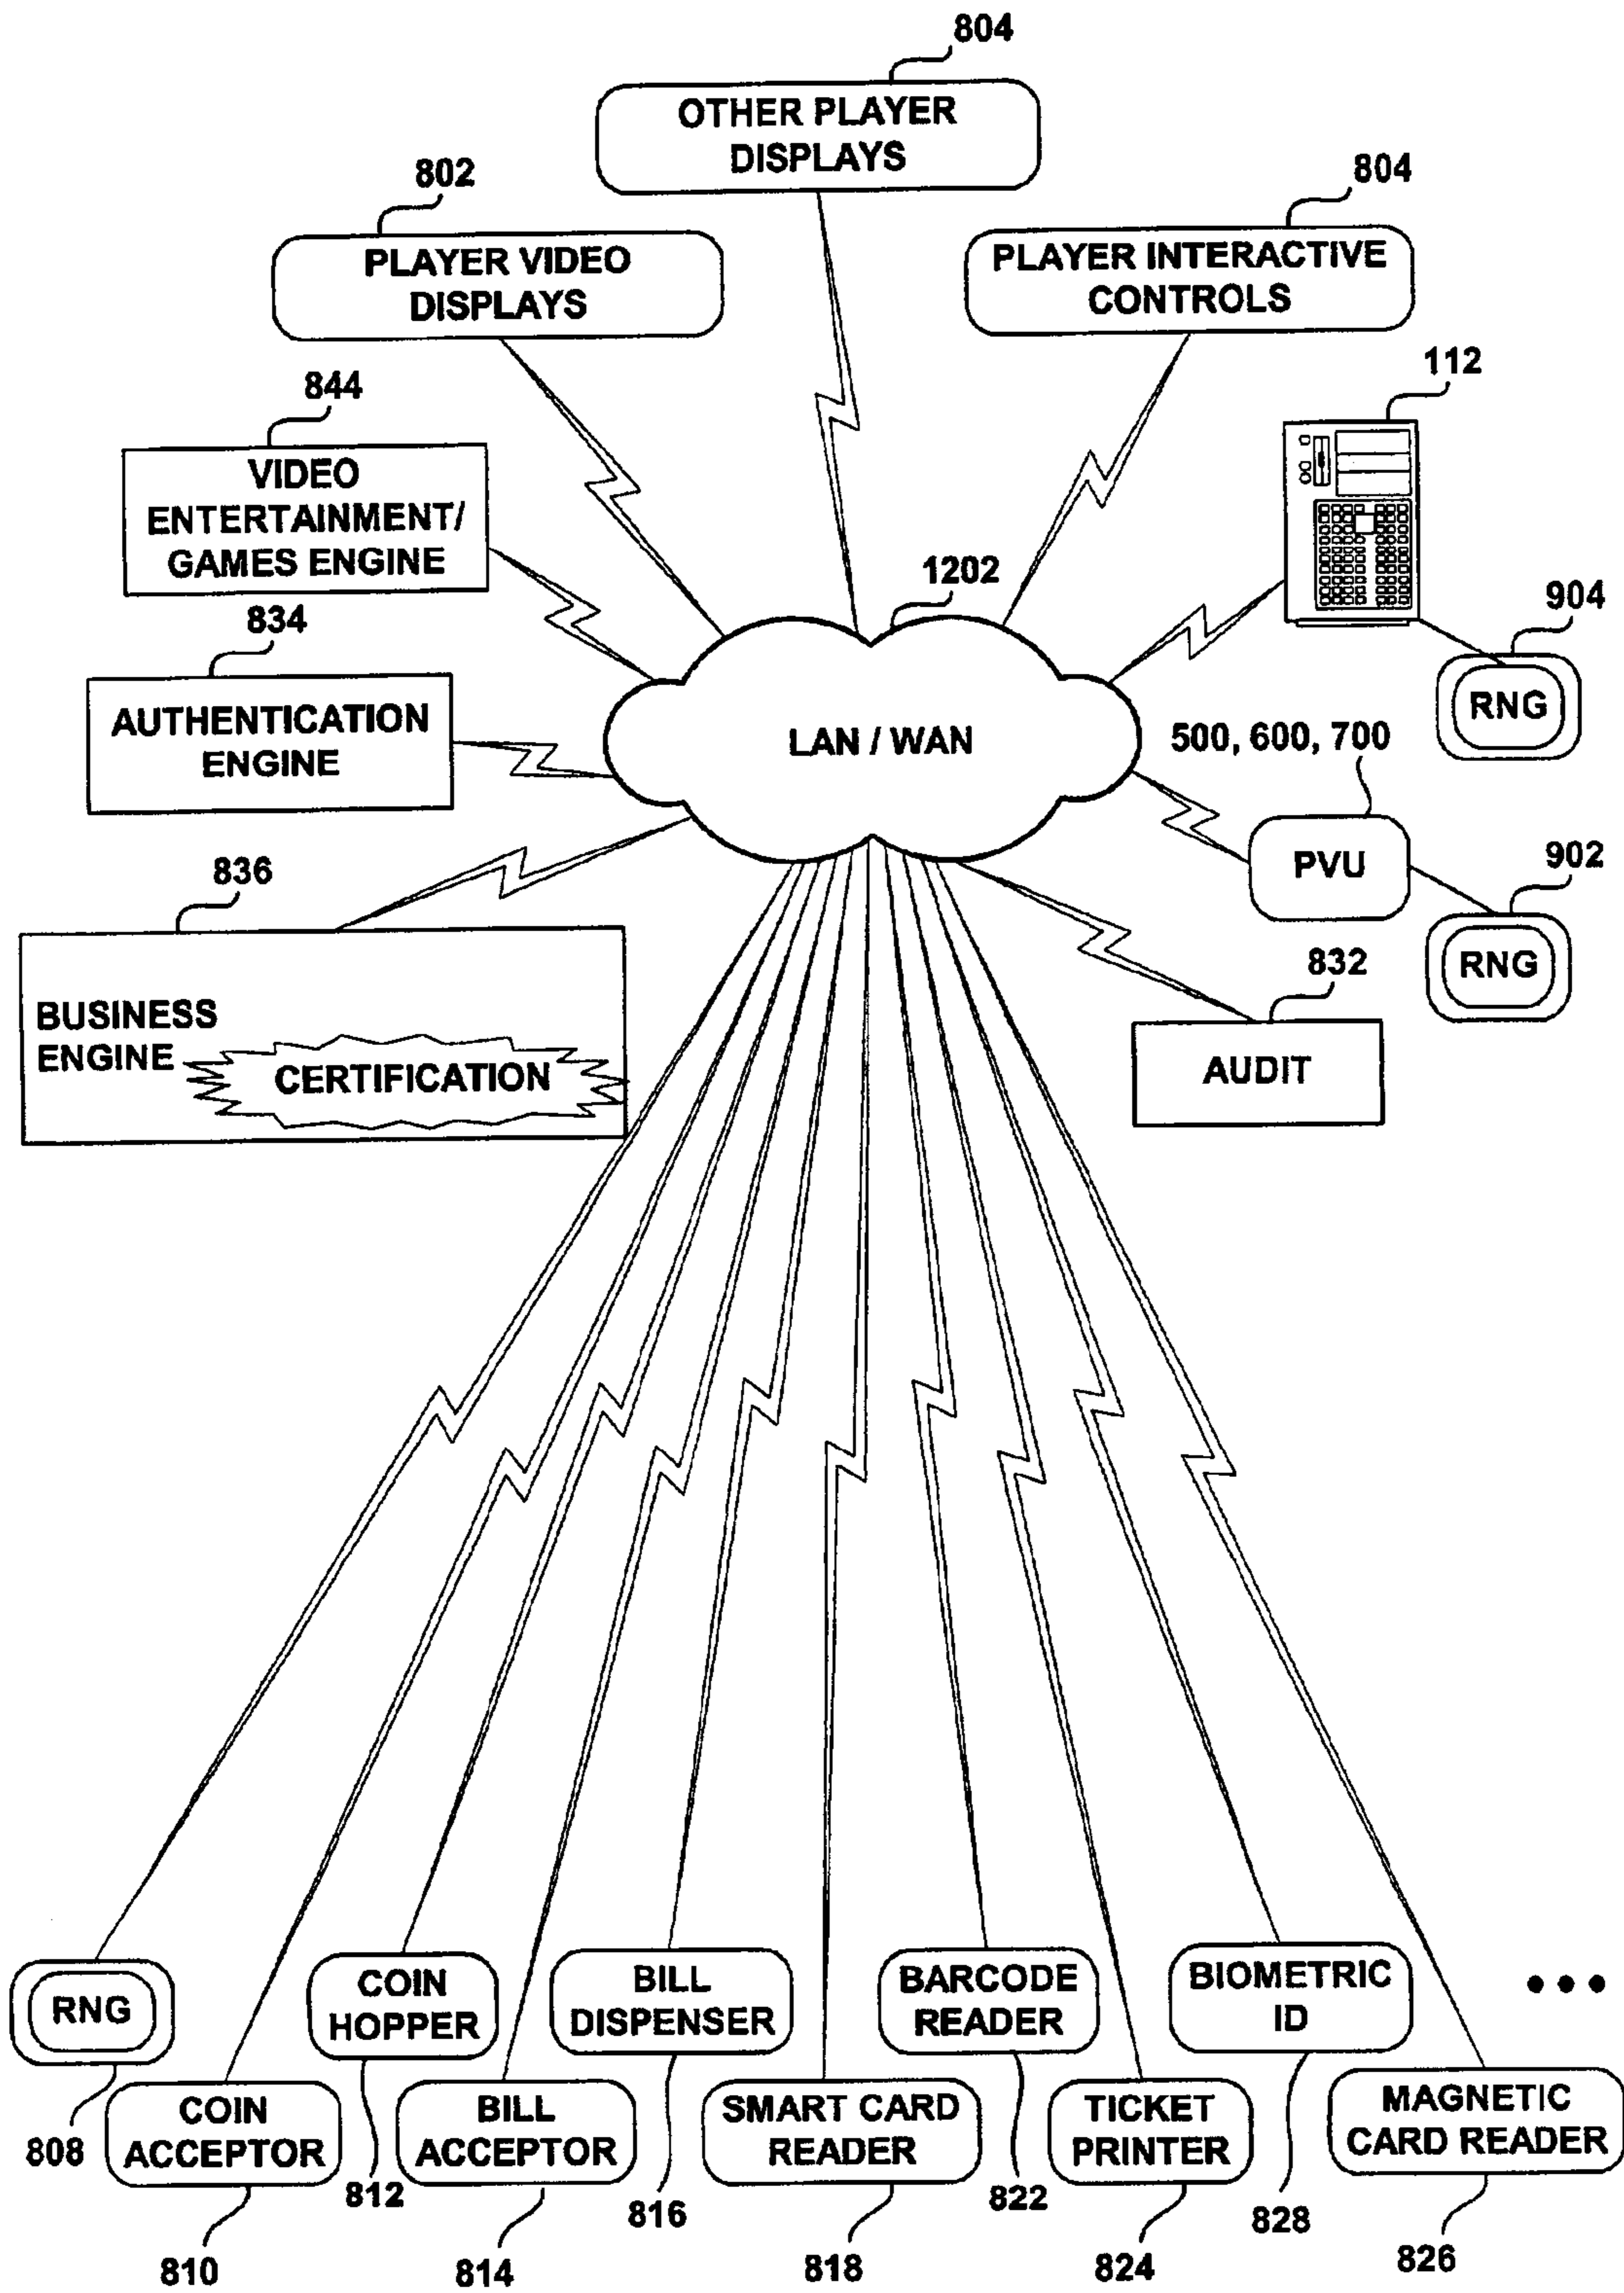 804
OTHER PLAYER
DISPLAYS
802
804
PLAYER VIDEO
DISPLAYS
PLAYER INTERACTIVE
CONTROLS
844
112
VIDEO
ENTERTAINMENT/
GAMES ENGINE
1202
904
834
RNG
AUTHENTICATION
ENGINE
LAN / WAN
500, 600, 700
836
PVU
902
RNG
832
BUSINESS
ENGINE
CERTIFICATION
AUDIT
RNG
COIN
HOPPER
BILL
DISPENSER
BARCODE
READER
BIOMETRIC
ID
•••
808
COIN
ACCEPTOR
BILL
ACCEPTOR
SMART CARD
READER
TICKET
PRINTER
MAGNETIC
CARD READER
812
816
822
828
810
814
818
824
826